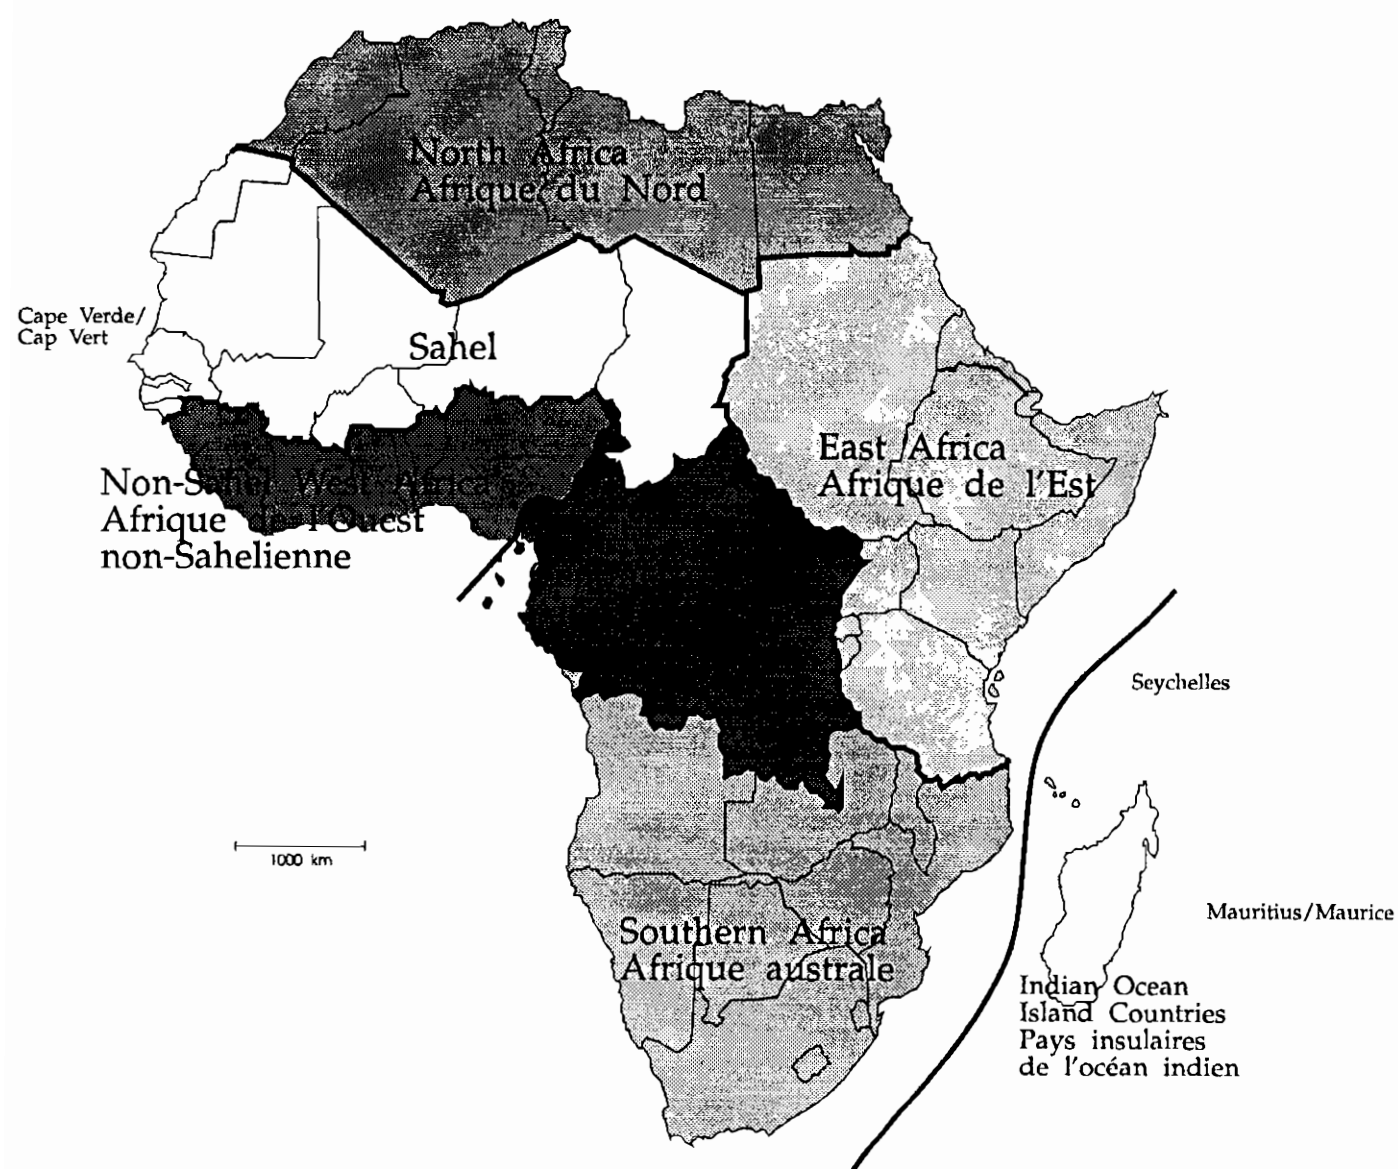 North Africa
Afrique du Nord
Cape Verde/
Cap Vert
Sahel
East Africa
Afrique de l'Est
Non-Sahel West Africa
Afrique de l'Ouest
non-Sahelienne
Seychelles
1000 km
Mauritius/Maurice
Southern Africa
Afrique australe
Indian Ocean
Island Countries
Pays insulaires
de l'océan indien